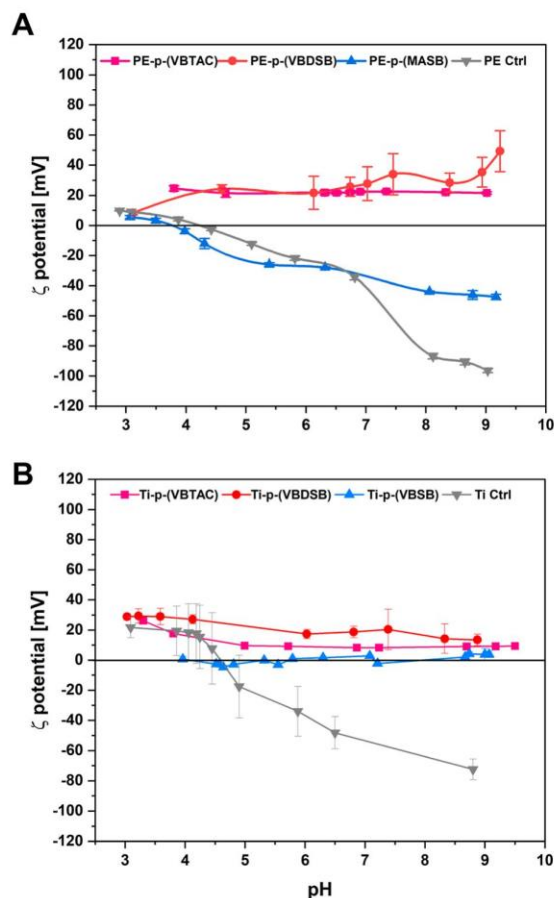 A
120
PE-p-(VBTAC) PE-p-(VBDSB) PE-p-(MASB) PE Ctrl
100
80
60
40
20
0
-20
-40
-60
-80
-100
-120
ζ potential [mV]
3 4 5 6 7 8 9 10
B
120
Ti-p-(VBTAC) Ti-p-(VBDSB) Ti-p-(VBSB) Ti Ctrl
100
80
60
40
20
0
-20
-40
-60
-80
-100
-120
ζ potential [mV]
3 4 5 6 7 8 9 10
pH